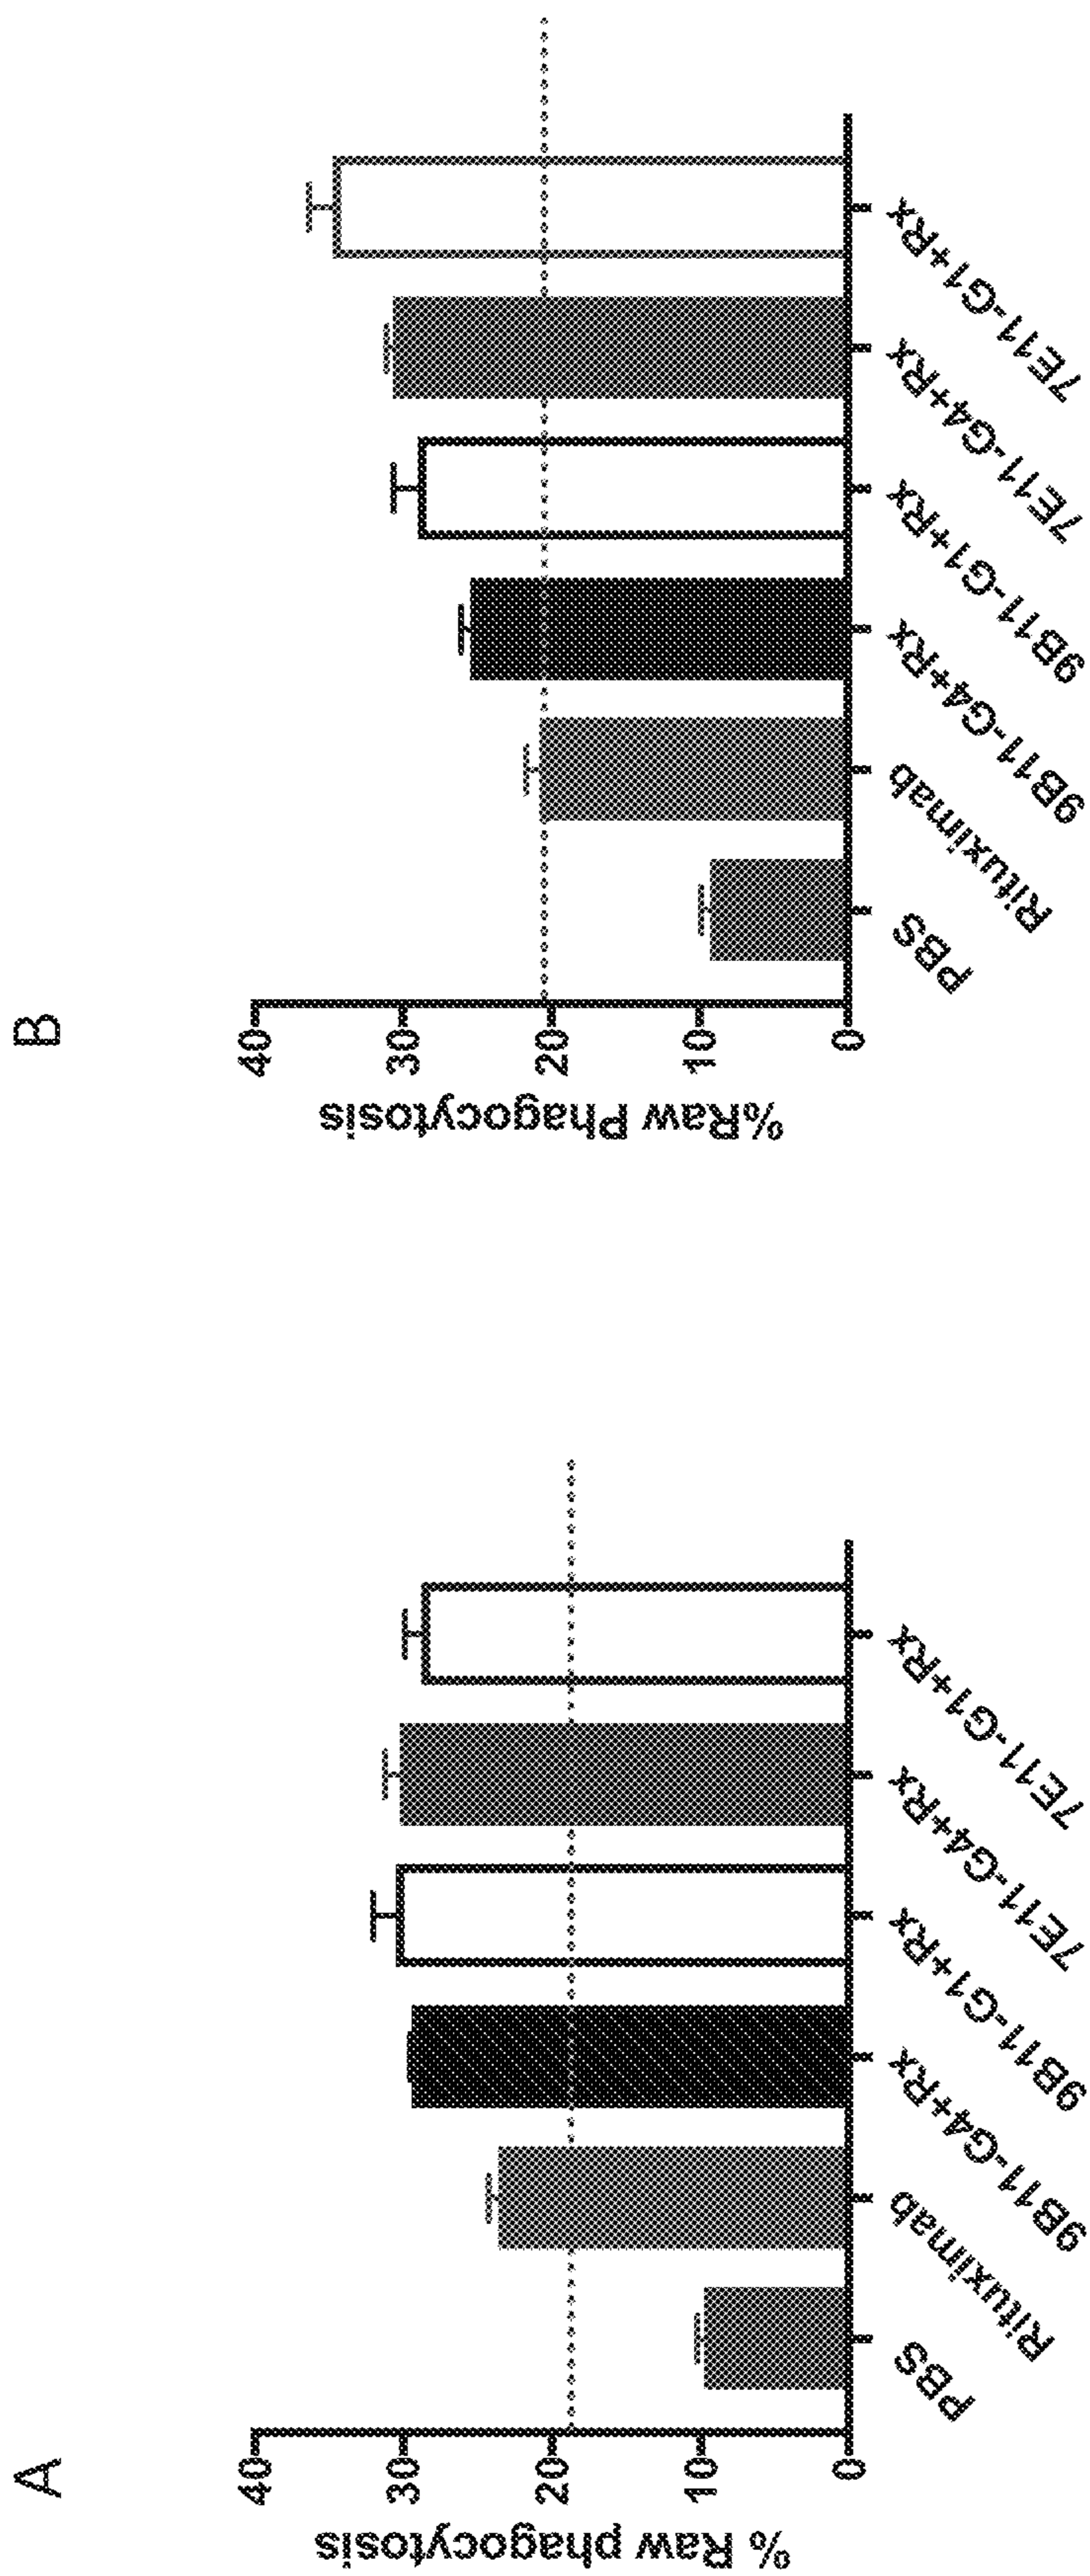 A
% Raw phagocytosis
40
30
20
10
0
PBS
Rituximab
9B11-G4+Rx
9B11-G1+Rx
7E11-G4+Rx
7E11-G1+Rx
B
%Raw Phagocytosis
40
30
20
10
0
PBS
Rituximab
9B11-G4+Rx
9B11-G1+Rx
7E11-G4+Rx
7E11-G1+Rx